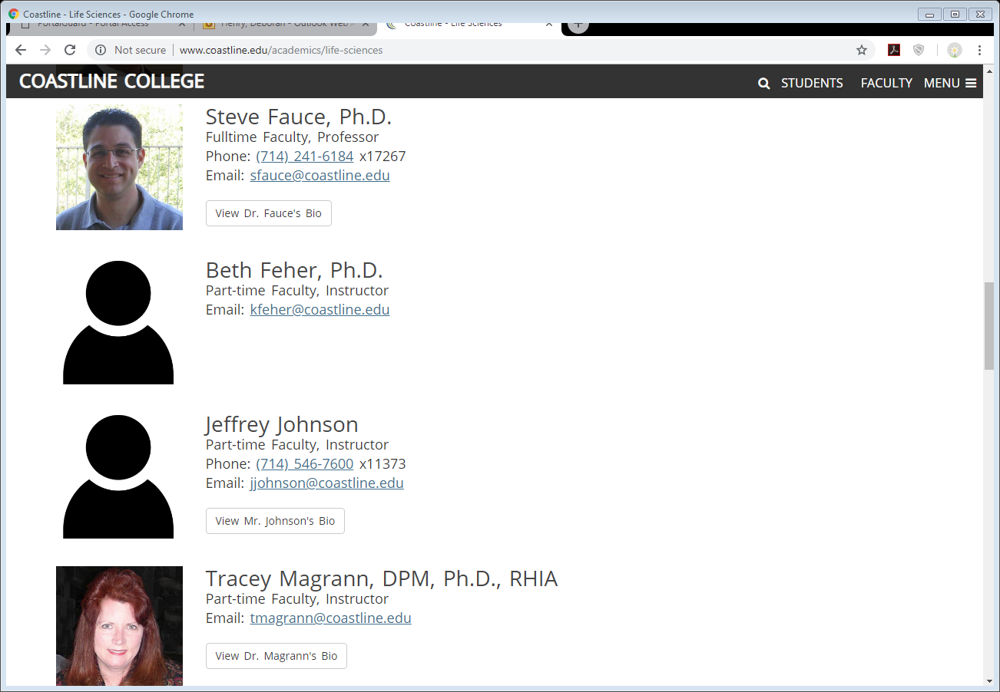 Coastline - Life Sciences - Google Chrome
PortalGuard - Portal Access
Henry, Deborah - Outlook Web
Coastline - Life Sciences
Not secure
www.coastline.edu/academics/life-sciences
COASTLINE COLLEGE
STUDENTS FACULTY MENU
Steve Fauce, Ph.D.
Fulltime Faculty, Professor
Phone: (714) 241-6184 x17267
Email: sfauce@coastline.edu
View Dr. Fauce's Bio
Beth Feher, Ph.D.
Part-time Faculty, Instructor
Email: kfeher@coastline.edu
Jeffrey Johnson
Part-time Faculty, Instructor
Phone: (714) 546-7600 x11373
Email: jjohnson@coastline.edu
View Mr. Johnson's Bio
Tracey Magrann, DPM, Ph.D., RHIA
Part-time Faculty, Instructor
Email: tmagrann@coastline.edu
View Dr. Magrann's Bio